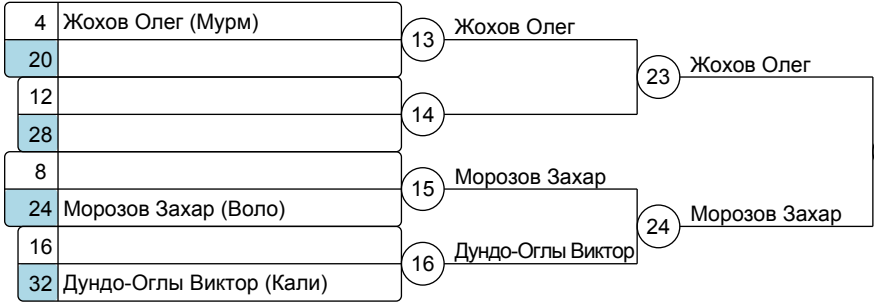 4 Жохов Олег (Мурм)
20
12
28
8
24 Морозов Захар (Воло)
16
32 Дундо-Оглы Виктор (Кали)
13 Жохов Олег
14
15 Морозов Захар
16 Дундо-Оглы Виктор
23 Жохов Олег
24 Морозов Захар